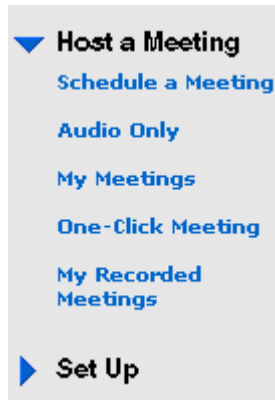 Host a Meeting
Schedule a Meeting
Audio Only
My Meetings
One-Click Meeting
My Recorded
Meetings
Set Up